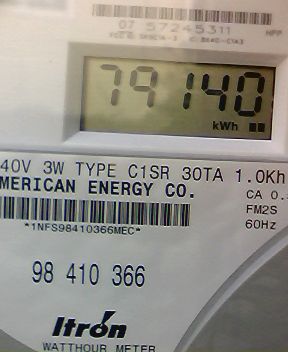 07 57245311
79140
kWh
40V 3W TYPE C1SR 30TA 1.0Kh
MERICAN ENERGY CO.
CA 0.
FM2S
*1NFS98410366MEC*
60Hz
98 410 366
Itron
WATTHOUR METER